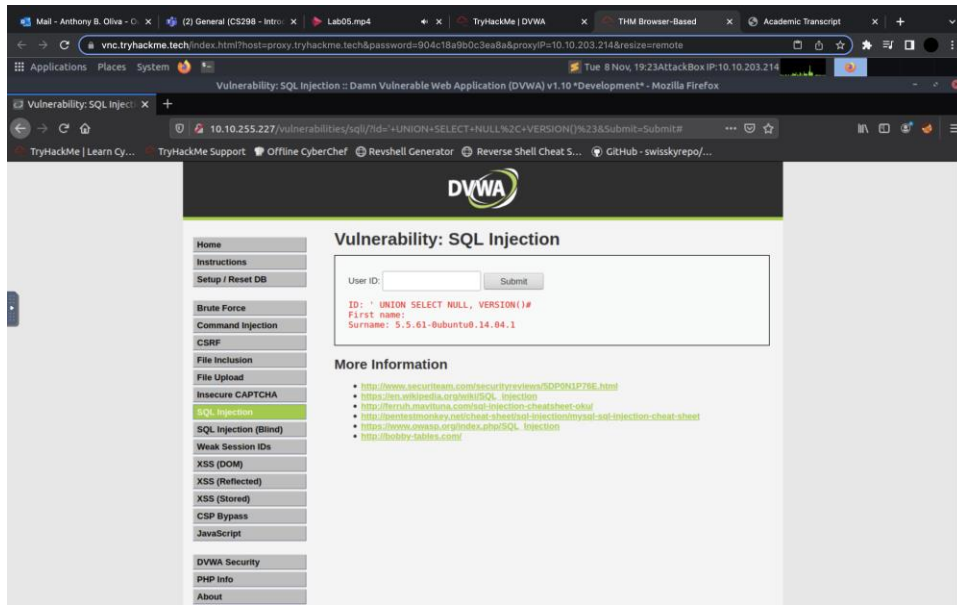 Mail - Anthony B. Oliva - O
(2) General (CS298 - Intro
Lab05.mp4
TryHackMe | DVWA
THM Browser-Based
Academic Transcript
vnc.tryhackme.tech/index.html?host=proxy.tryhackme.tech&password=904c18a9b0c3ea8a&proxyIP=10.10.203.214&resize=remote
Applications Places System
Tue 8 Nov, 19:23 AttackBox IP:10.10.203.214
Vulnerability: SQL Injection :: Damn Vulnerable Web Application (DVWA) v1.10 *Development* - Mozilla Firefox
Vulnerability: SQL Injecti
10.10.255.227/vulnerabilities/sqli/?id='+UNION+SELECT+NULL%2C+VERSION()%23&Submit=Submit#
TryHackMe | Learn Cy... TryHackMe Support Offline CyberChef Revshell Generator Reverse Shell Cheat S... GitHub - swisskyrepo/...
DVWA
Home
Instructions
Setup / Reset DB
Brute Force
Command Injection
CSRF
File Inclusion
File Upload
Insecure CAPTCHA
SQL Injection
SQL Injection (Blind)
Weak Session IDs
XSS (DOM)
XSS (Reflected)
XSS (Stored)
CSP Bypass
JavaScript
DVWA Security
PHP Info
About
Vulnerability: SQL Injection
User ID: Submit
ID: ' UNION SELECT NULL, VERSION()#
First name:
Surname: 5.5.61-0ubuntu0.14.04.1
More Information
http://www.securiteam.com/securityreviews/5DP0N1P76E.html
https://en.wikipedia.org/wiki/SQL_injection
http://ferruh.mavituna.com/sql-injection-cheatsheet-oku/
http://pentestmonkey.net/cheat-sheet/sql-injection/mysql-sql-injection-cheat-sheet
https://www.owasp.org/index.php/SQL_Injection
http://bobby-tables.com/